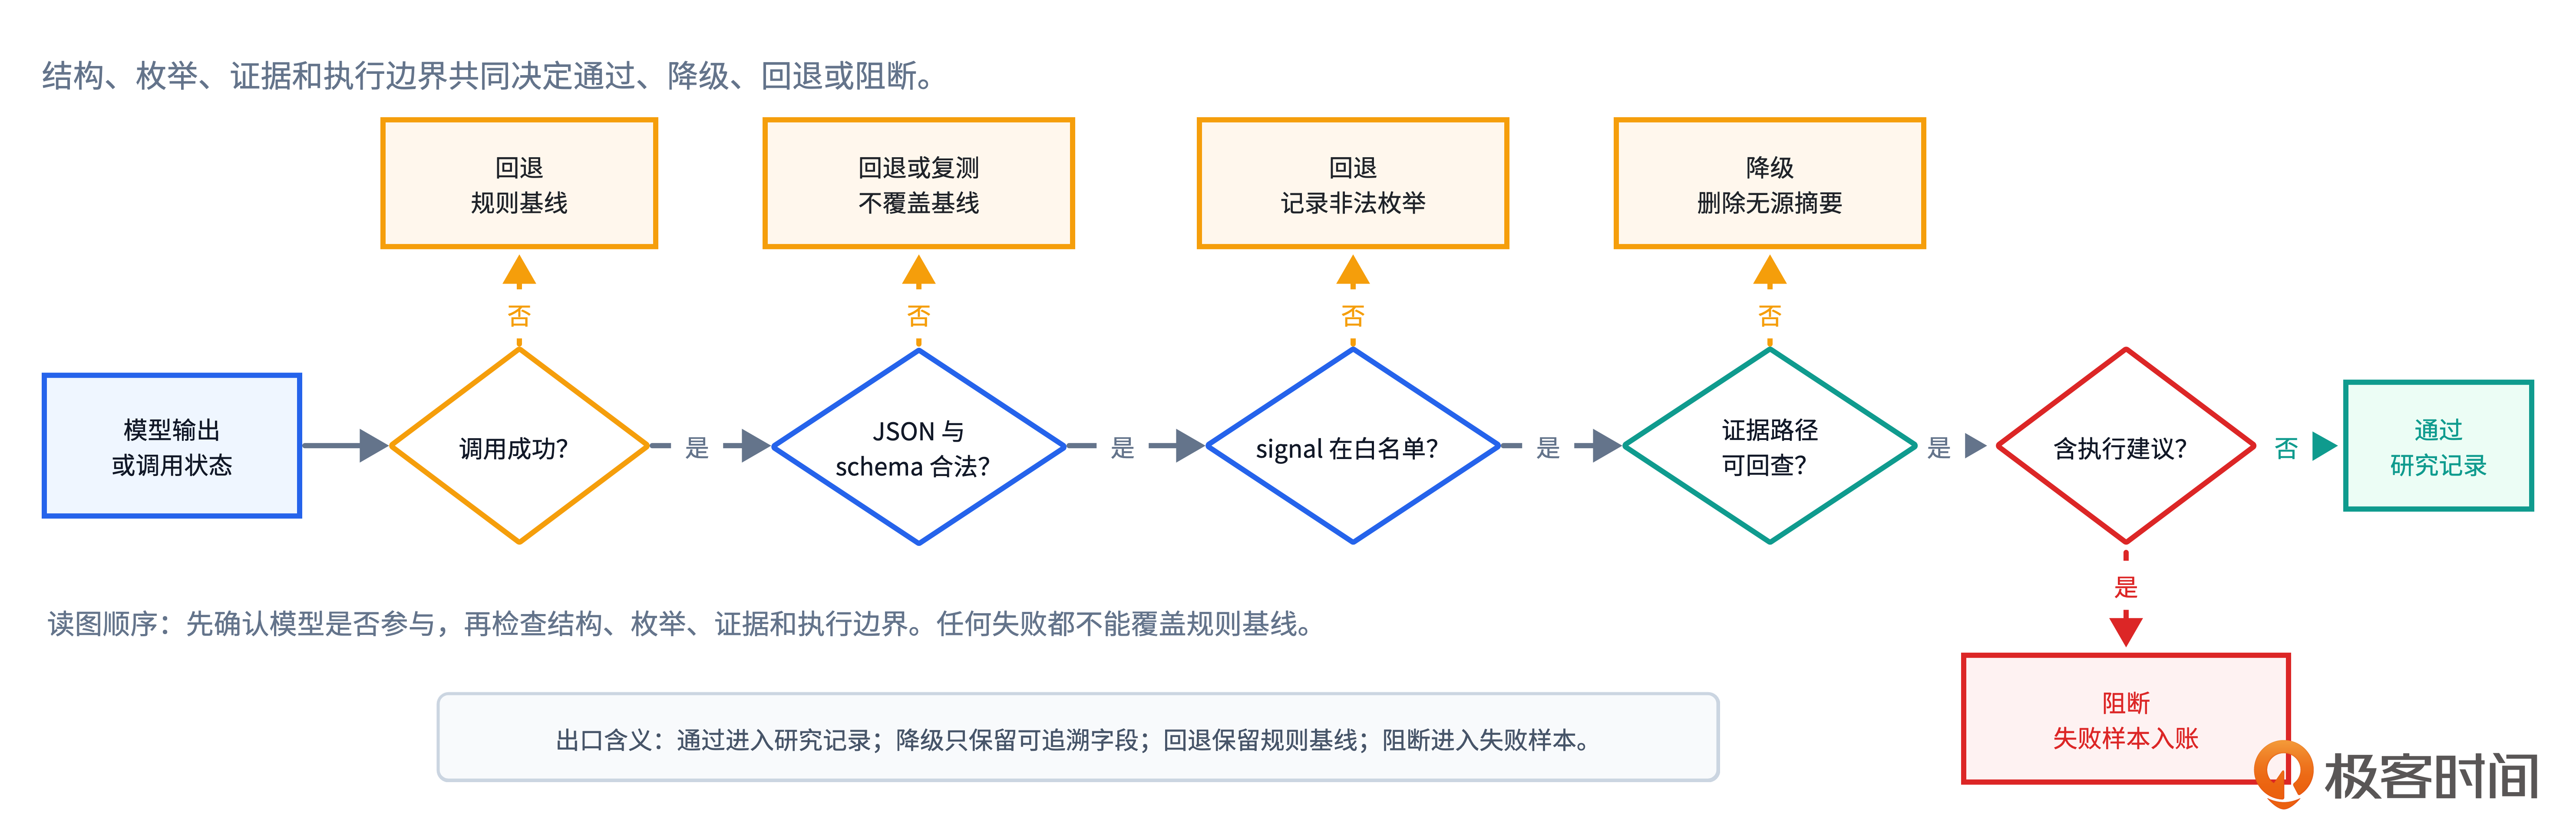 结构、枚举、证据和执行边界共同决定通过、降级、回退或阻断。
回退
规则基线
回退或复测
不覆盖基线
回退
记录非法枚举
降级
删除无源摘要
否
否
否
否
模型输出
或调用状态
调用成功？
是
JSON 与
schema 合法？
是
signal 在白名单？
是
证据路径
可回查？
是
含执行建议？
否
通过
研究记录
是
读图顺序：先确认模型是否参与，再检查结构、枚举、证据和执行边界。任何失败都不能覆盖规则基线。
阻断
失败样本入账
出口含义：通过进入研究记录；降级只保留可追溯字段；回退保留规则基线；阻断进入失败样本。
极客时间